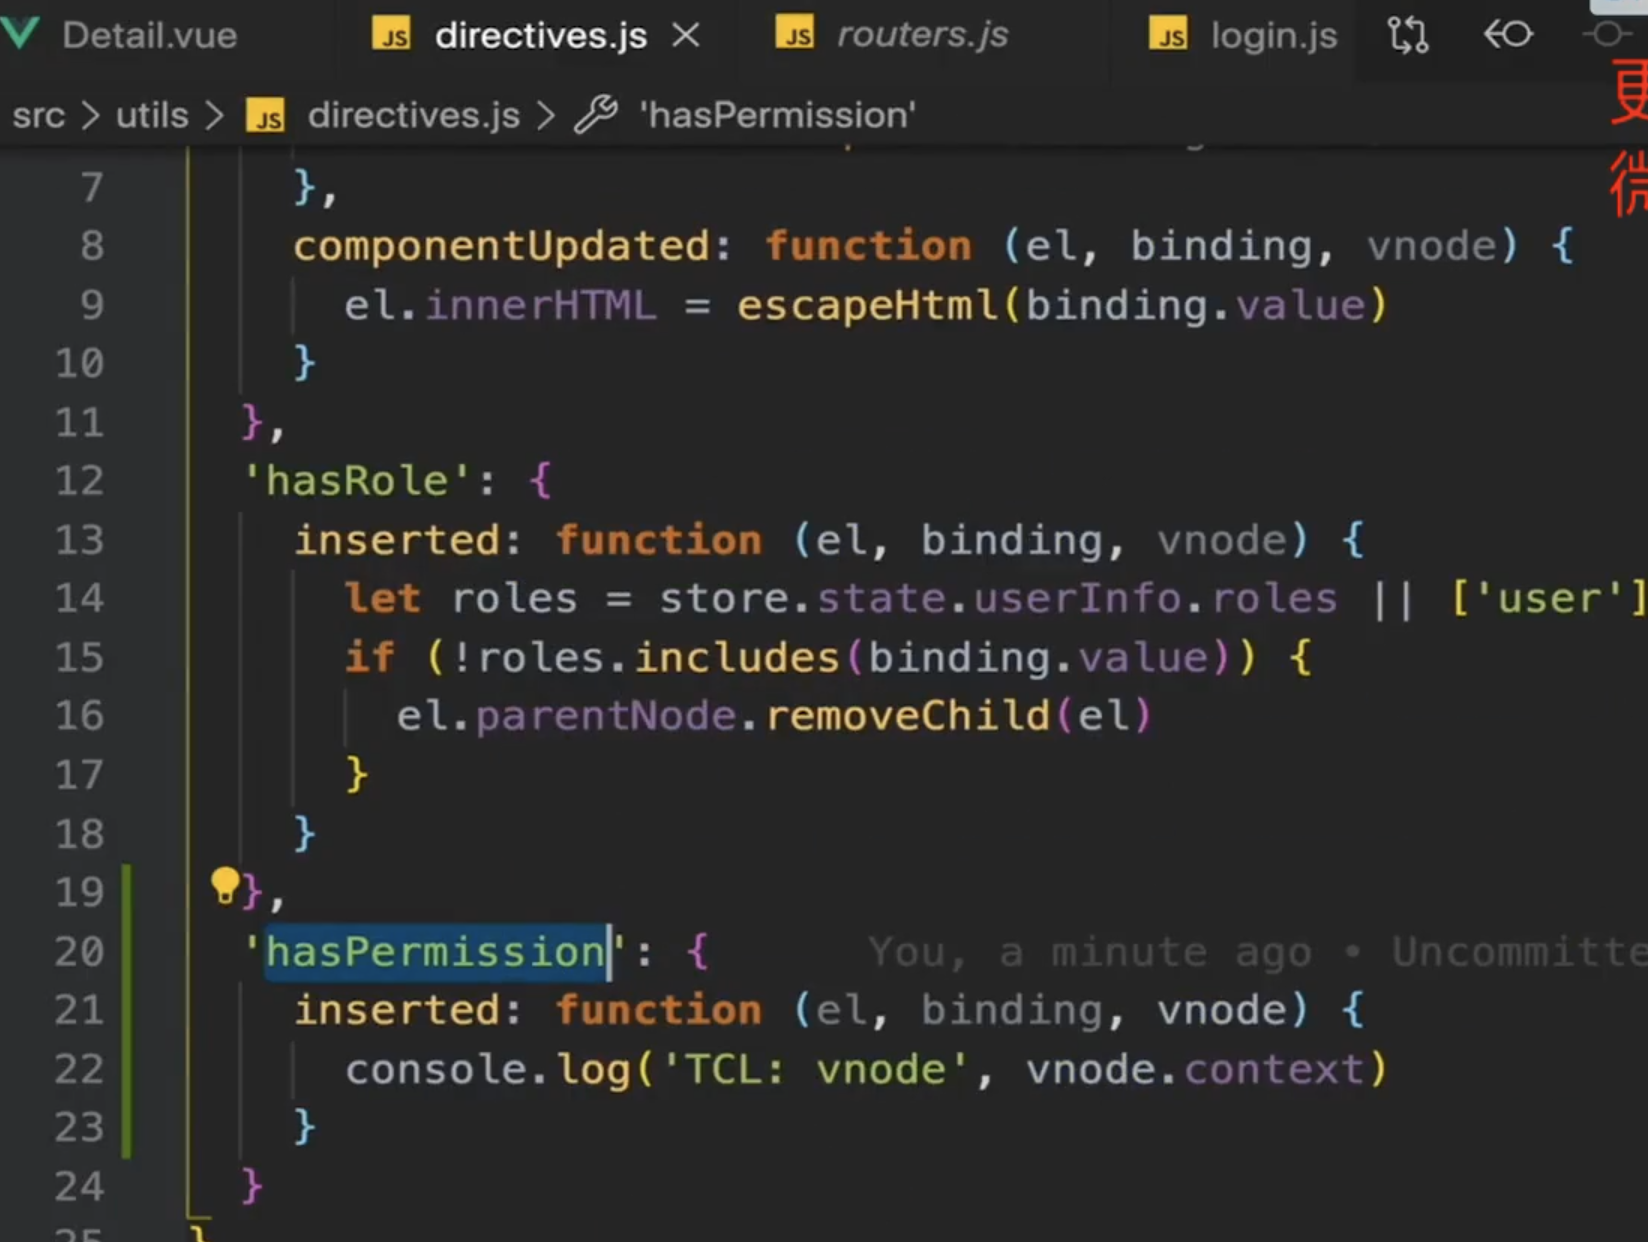 Detail.vue JS directives.js JS routers.js JS login.js
src > utils > JS directives.js > 'hasPermission'
更
微
7 },
8 componentUpdated: function (el, binding, vnode) {
9 el.innerHTML = escapeHtml(binding.value)
10 }
11 },
12 'hasRole': {
13 inserted: function (el, binding, vnode) {
14 let roles = store.state.userInfo.roles || ['user']
15 if (!roles.includes(binding.value)) {
16 el.parentNode.removeChild(el)
17 }
18 }
19 },
20 'hasPermission': { You, a minute ago • Uncommitte
21 inserted: function (el, binding, vnode) {
22 console.log('TCL: vnode', vnode.context)
23 }
24 }
25 }